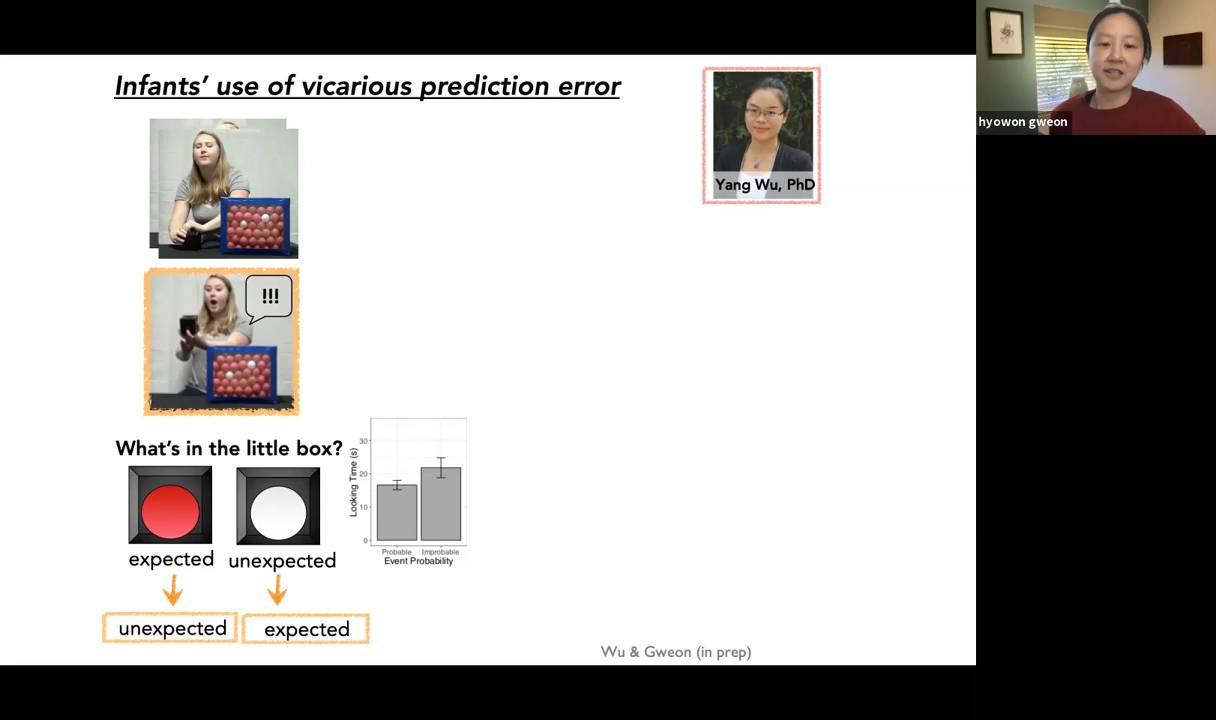 Infants' use of vicarious prediction error
Yang Wu, PhD
hyowon gweon
!!!
What's in the little box?
expected
unexpected
unexpected
expected
Looking Time (s)
30
20
10
0
Probable
Improbable
Event Probability
Wu & Gweon (in prep)